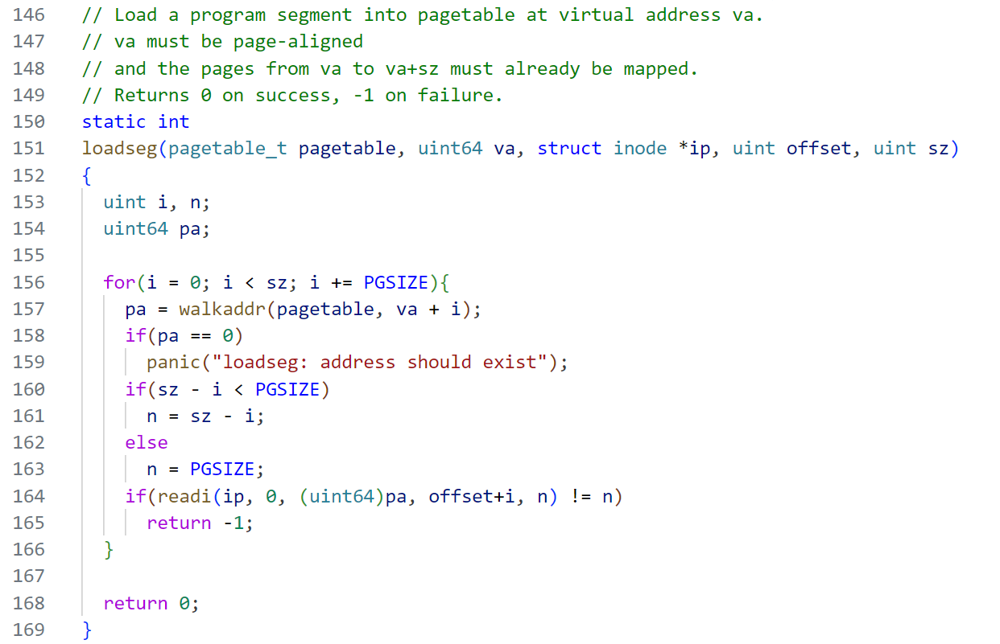 146 // Load a program segment into pagetable at virtual address va.
147 // va must be page-aligned
148 // and the pages from va to va+sz must already be mapped.
149 // Returns 0 on success, -1 on failure.
150 static int
151 loadseg(pagetable_t pagetable, uint64 va, struct inode *ip, uint offset, uint sz)
152 {
153   uint i, n;
154   uint64 pa;
155
156   for(i = 0; i < sz; i += PGSIZE){
157     pa = walkaddr(pagetable, va + i);
158     if(pa == 0)
159       panic("loadseg: address should exist");
160     if(sz - i < PGSIZE)
161       n = sz - i;
162     else
163       n = PGSIZE;
164     if(readi(ip, 0, (uint64)pa, offset+i, n) != n)
165       return -1;
166   }
167
168   return 0;
169 }